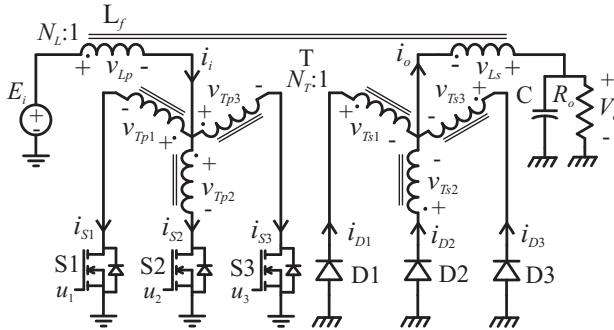 N_L:1
L_f
+ v_Lp -
i_i
T
N_T:1
i_o
- v_Ls +
E_i
+
-
- v_Tp1 +
v_Tp3 -
+
v_Tp2
-
v_Ts1
v_Ts3
-
v_Ts2
+
C
R_o
+
V
-
i_S1
i_S2
i_S3
i_D1
i_D2
i_D3
S1
S2
S3
D1
D2
D3
u_1
u_2
u_3